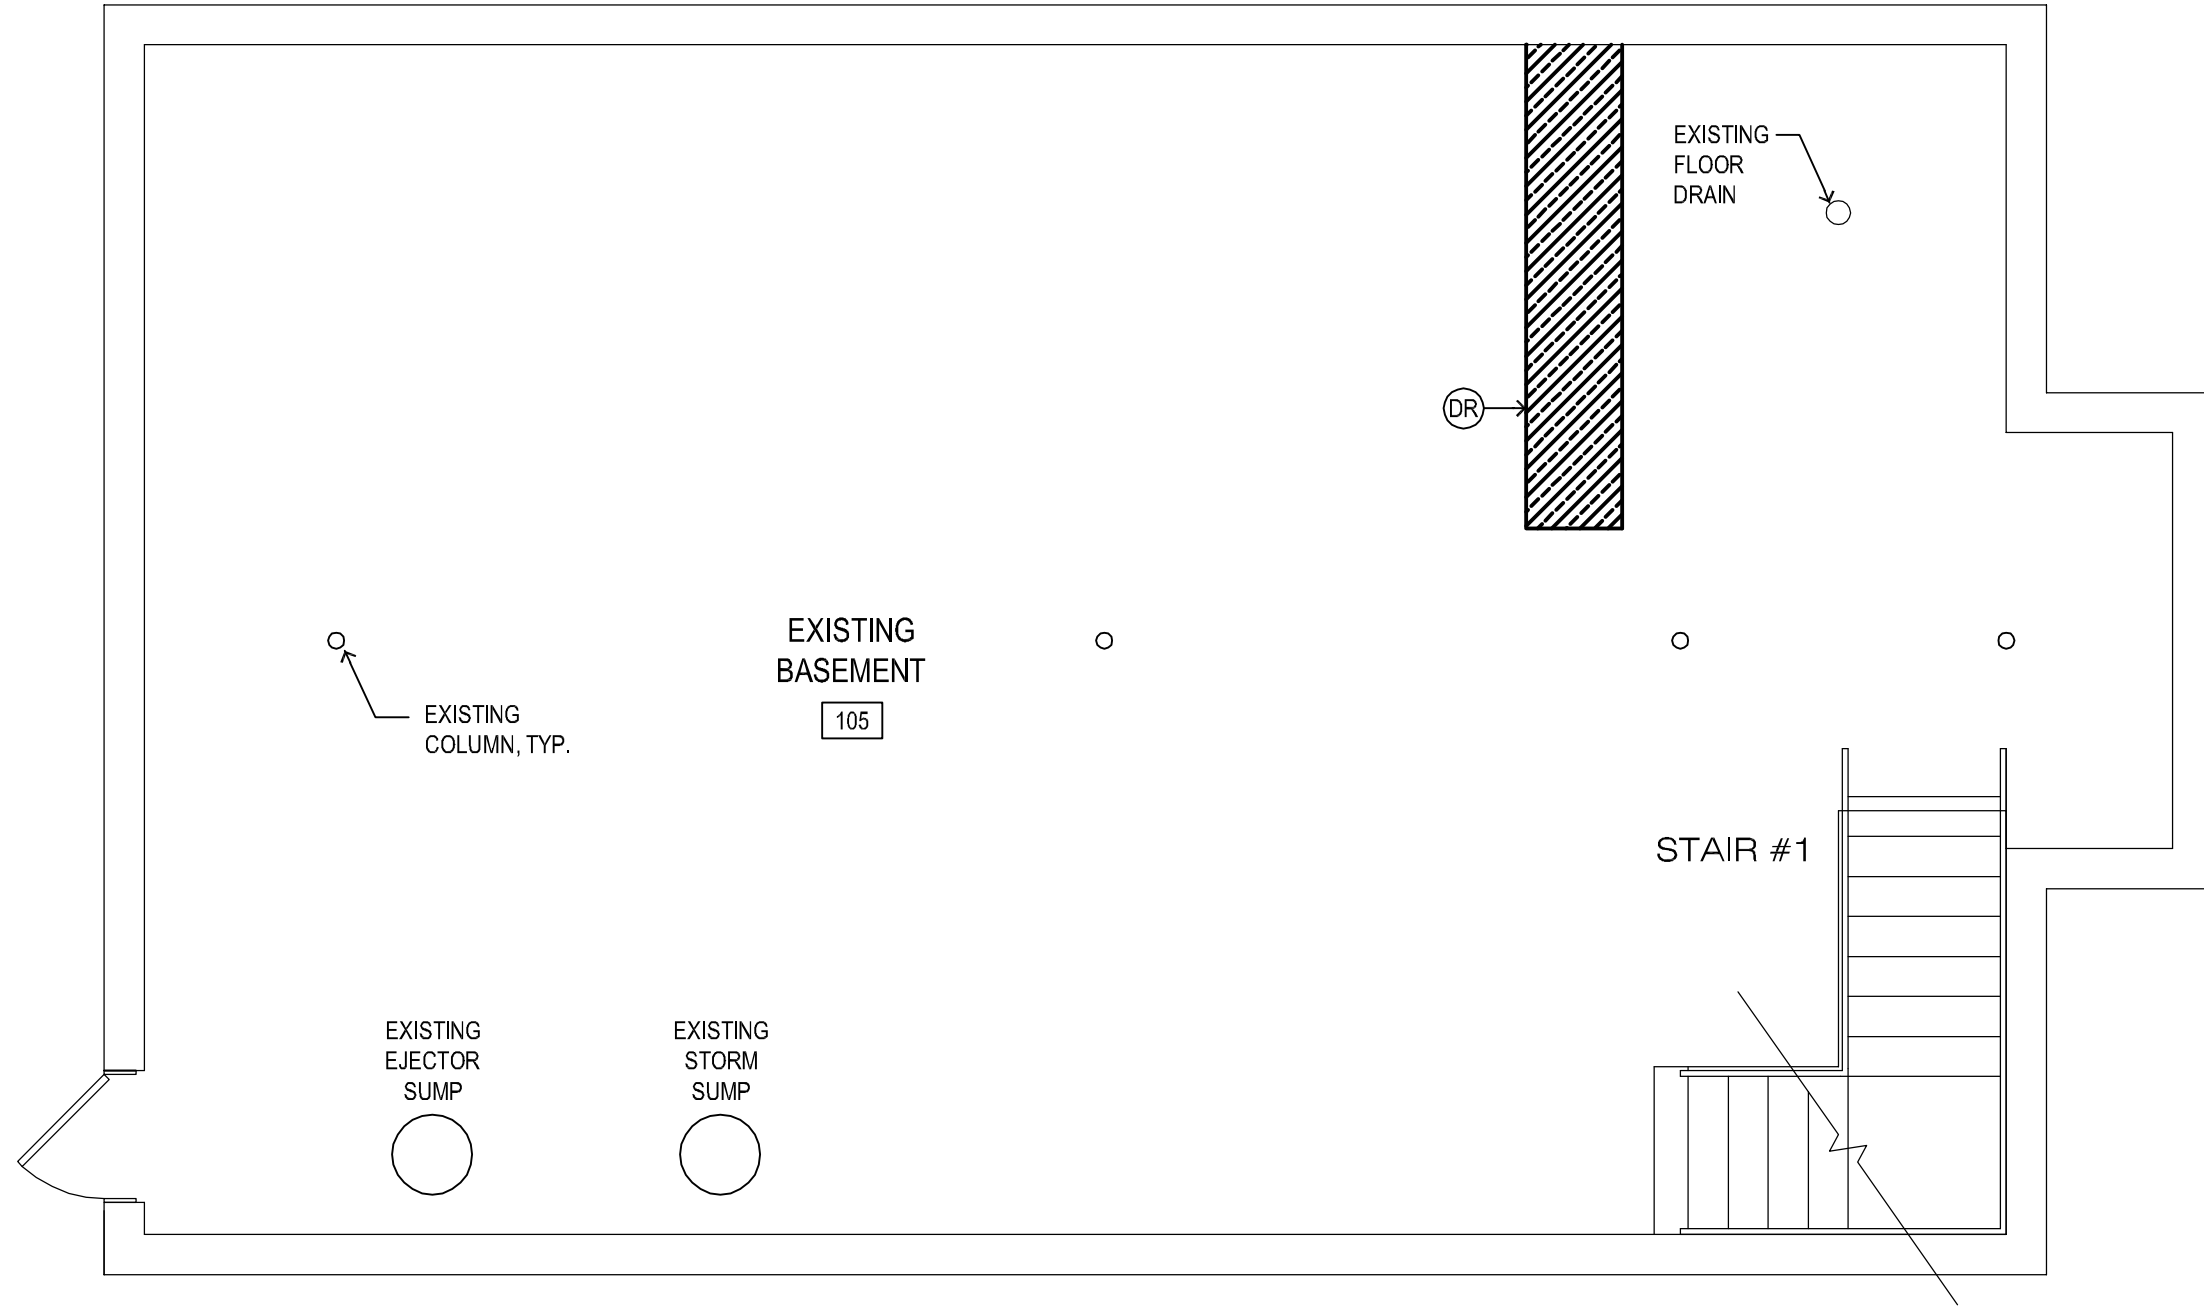 EXISTING
FLOOR
DRAIN
DR
EXISTING
BASEMENT
105
EXISTING
COLUMN, TYP.
STAIR #1
EXISTING
EJECTOR
SUMP
EXISTING
STORM
SUMP